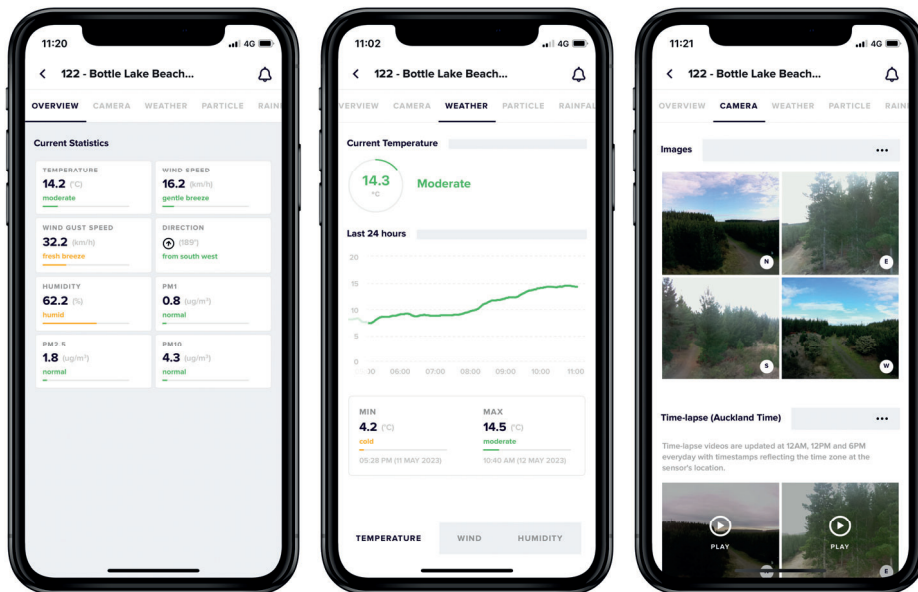 11:20
4G
122 - Bottle Lake Beach...
OVERVIEW CAMERA WEATHER PARTICLE RAIN
Current Statistics
TEMPERATURE
14.2 (°C)
moderate
WIND SPEED
16.2 (km/h)
gentle breeze
WIND GUST SPEED
32.2 (km/h)
fresh breeze
DIRECTION
(189°)
from south west
HUMIDITY
62.2 (%)
humid
PM1
0.8 (ug/m³)
normal
PM2.5
1.8 (ug/m³)
normal
PM10
4.3 (ug/m³)
normal
11:02
4G
122 - Bottle Lake Beach...
VERVIEW CAMERA WEATHER PARTICLE RAINFAL
Current Temperature
14.3
°C
Moderate
Last 24 hours
20
15
10
5
0
06:00 07:00 08:00 09:00 10:00 11:00
MIN
4.2 (°C)
cold
05:28 PM (11 MAY 2023)
MAX
14.5 (°C)
moderate
10:40 AM (12 MAY 2023)
TEMPERATURE WIND HUMIDITY
11:21
4G
122 - Bottle Lake Beach...
OVERVIEW CAMERA WEATHER PARTICLE RAIN
Images
N
E
S
W
Time-lapse (Auckland Time)
Time-lapse videos are updated at 12AM, 12PM and 6PM
everyday with timestamps reflecting the time zone at the
sensor's location.
PLAY
PLAY
E